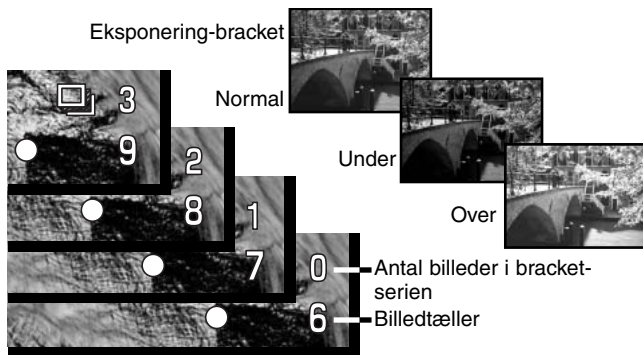 Eksponering-bracket
Normal
Under
Over
3
9
2
8
1
7
0
6
Antal billeder i bracket-
serien
Billedtæller